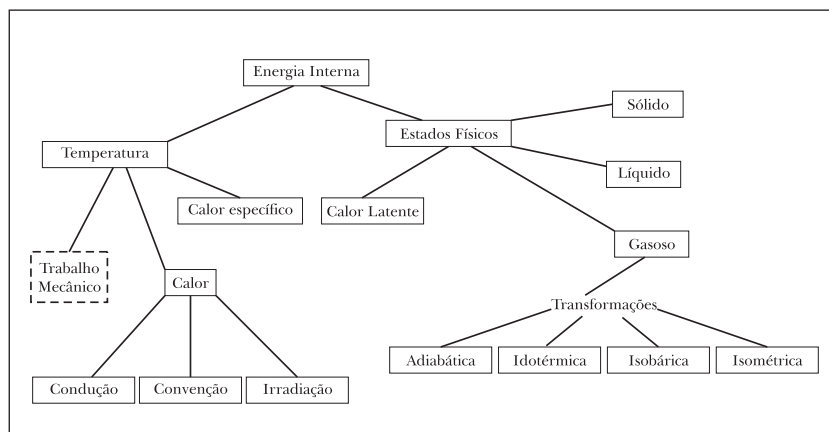 Energia Interna
Sólido
Estados Físicos
Temperatura
Líquido
Calor específico
Calor Latente
Gasoso
Trabalho
Mecânico
Calor
Transformações
Adiabática
Idotérmica
Isobárica
Isométrica
Condução
Convenção
Irradiação